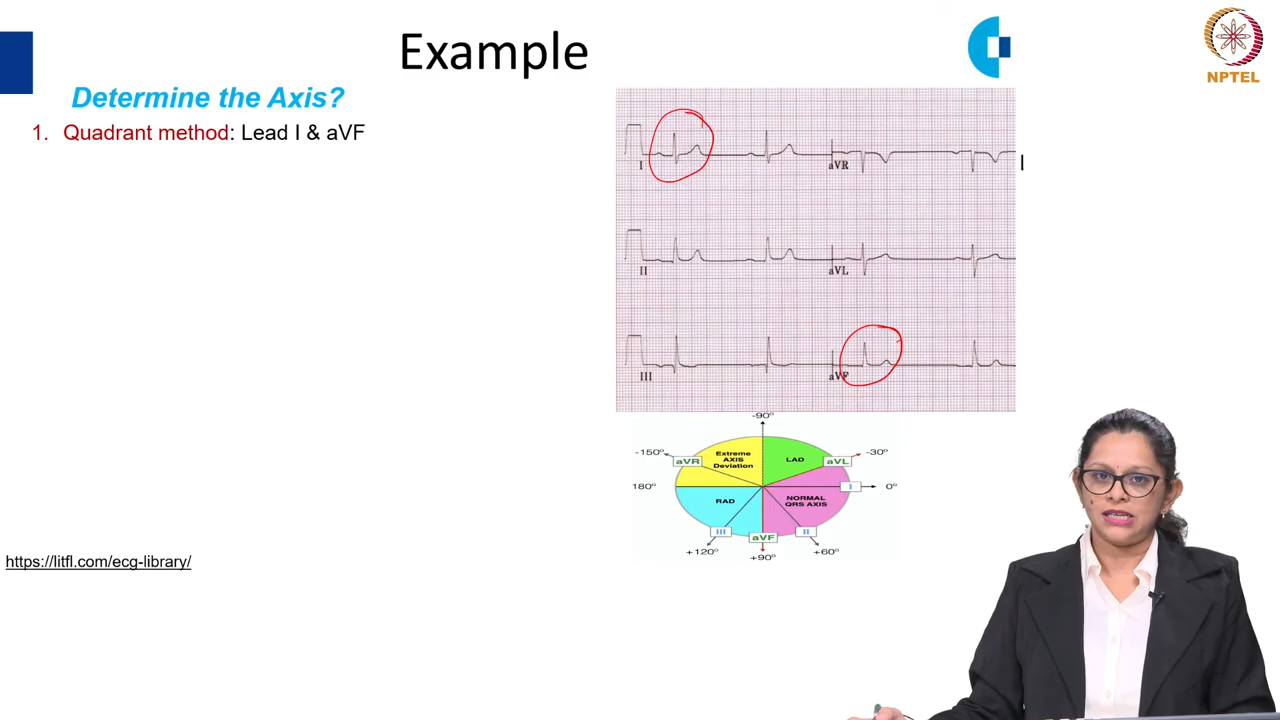 Example
NPTEL
Determine the Axis?
1. Quadrant method: Lead I & aVF
I
aVR
II
aVL
III
aVF
-90°
-150°
aVR
Extreme
AXIS
Deviation
LAD
aVL
-30°
180°
RAD
NORMAL
QRS AXIS
I
0°
III
aVF
II
+120°
+90°
+60°
https://litfl.com/ecg-library/